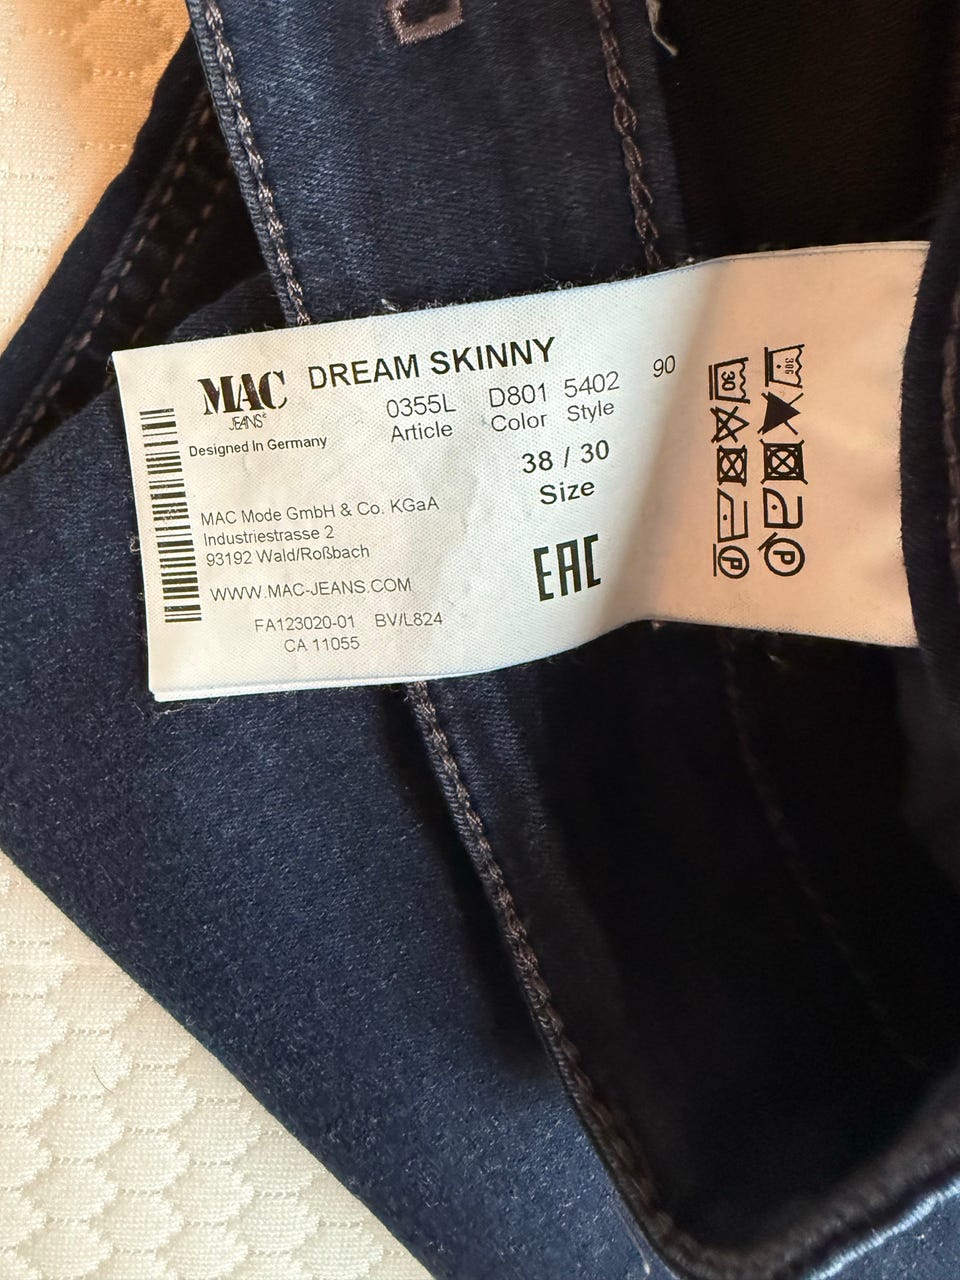 MAC
JEANS®
Designed In Germany
DREAM SKINNY
0355L D801 5402 90
Article Color Style
38 / 30
Size
MAC Mode GmbH & Co. KGaA
Industriestrasse 2
93192 Wald/Roßbach
WWW.MAC-JEANS.COM
FA123020-01 BV/L824
CA 11055
EAC
30
30G
P
P